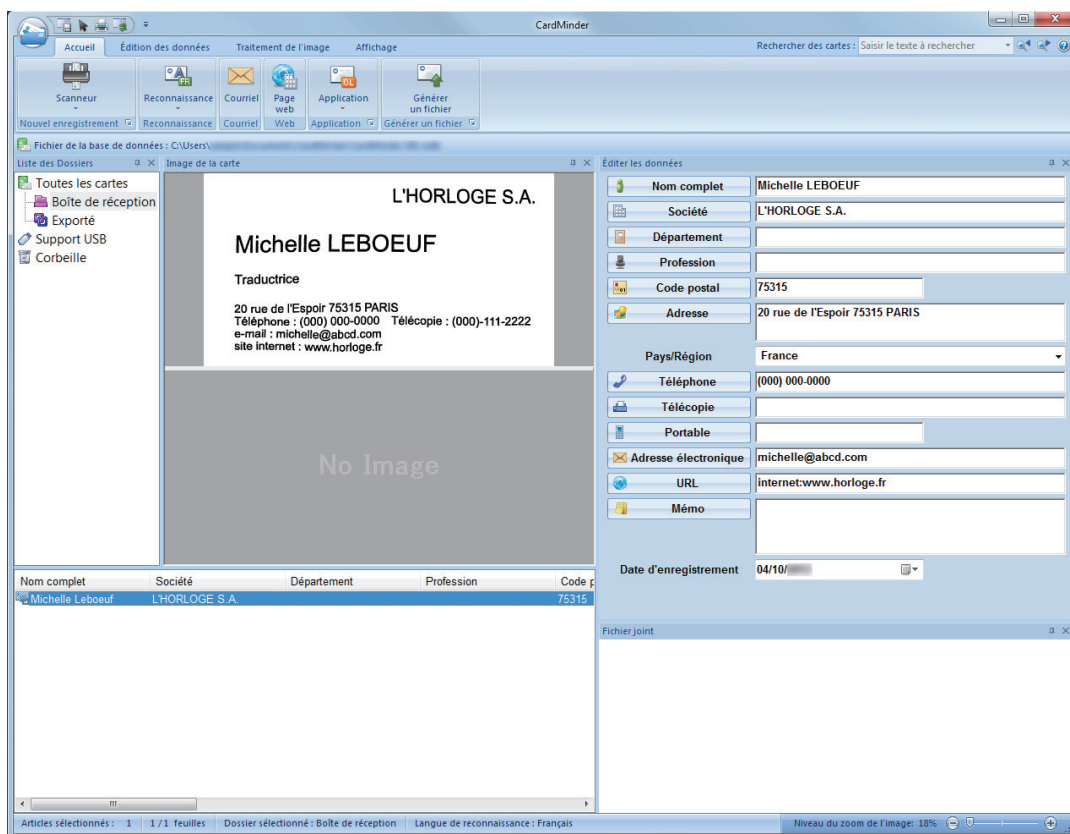 CardMinder
Accueil Édition des données Traitement de l'image Affichage
Rechercher des cartes : Saisir le texte à rechercher
Scanneur
Reconnaissance
Courriel
Page web
Application
Générer un fichier
Nouvel enregistrement Reconnaissance Courriel Web Application Générer un fichier
Fichier de la base de données : C:\Users\
Liste des Dossiers
Toutes les cartes
Boîte de réception
Exporté
Support USB
Corbeille
Image de la carte
L'HORLOGE S.A.
Michelle LEBOEUF
Traductrice
20 rue de l'Espoir 75315 PARIS
Téléphone : (000) 000-0000 Télécopie : (000)-111-2222
e-mail : michelle@abcd.com
site internet : www.horloge.fr
No Image
Éditer les données
Nom complet Michelle LEBOEUF
Société L'HORLOGE S.A.
Département
Profession
Code postal 75315
Adresse 20 rue de l'Espoir 75315 PARIS
Pays/Région France
Téléphone (000) 000-0000
Télécopie
Portable
Adresse électronique michelle@abcd.com
URL internet:www.horloge.fr
Mémo
Date d'enregistrement 04/10/
Nom complet Société Département Profession Code p
Michelle Leboeuf L'HORLOGE S.A. 75315
Fichier joint
Articles sélectionnés : 1 1 / 1 feuilles Dossier sélectionné : Boîte de réception Langue de reconnaissance : Français Niveau du zoom de l'image: 18%